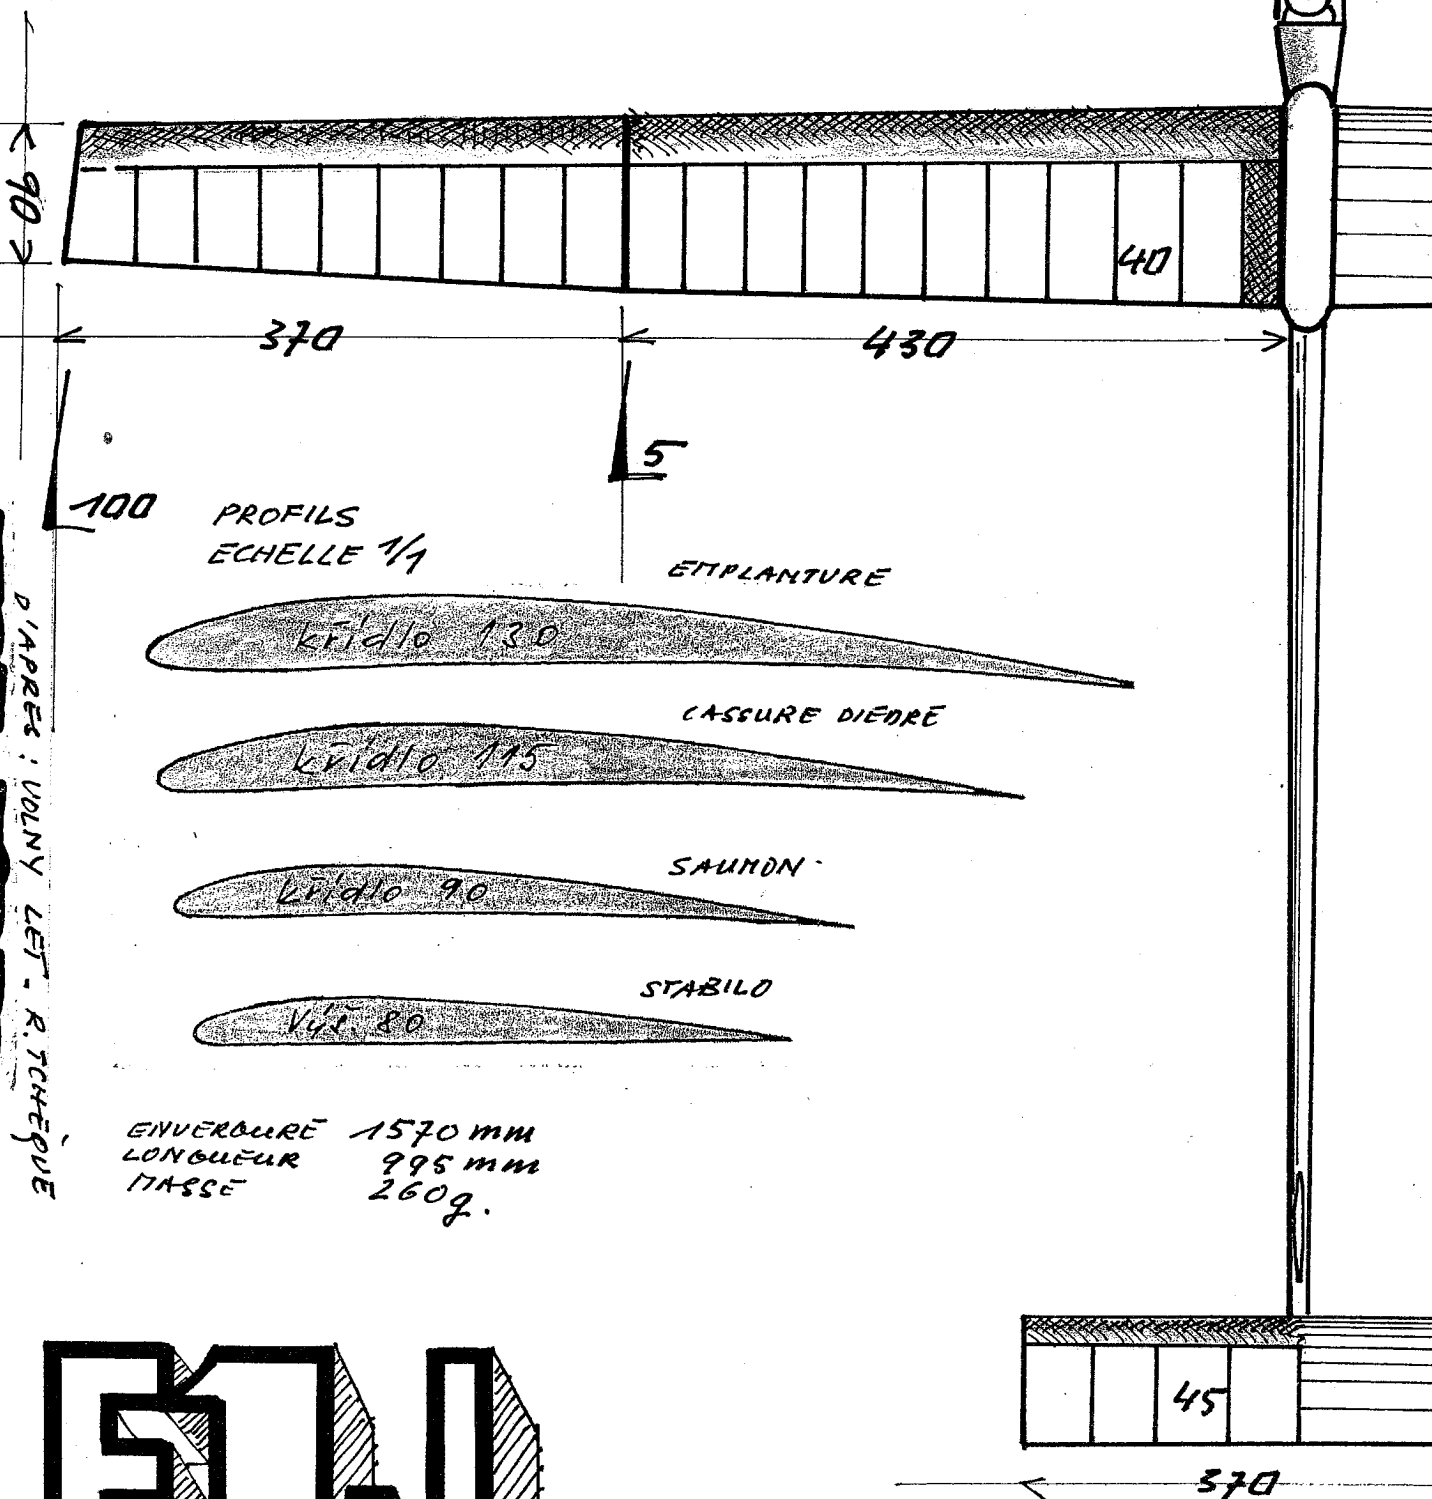 90
40
370
430
5
100
PROFILS
ECHELLE 1/1
EMPLANTURE
křídlo 130
CASSURE DIEDRE
křídlo 115
SAUMON
křídlo 90
STABILO
Výš. 80
D'APRES : VOLNY LET - R. TCHÈQUE
ENVERGURE 1570 mm
LONGUEUR 995 mm
MASSE 260g.
45
370